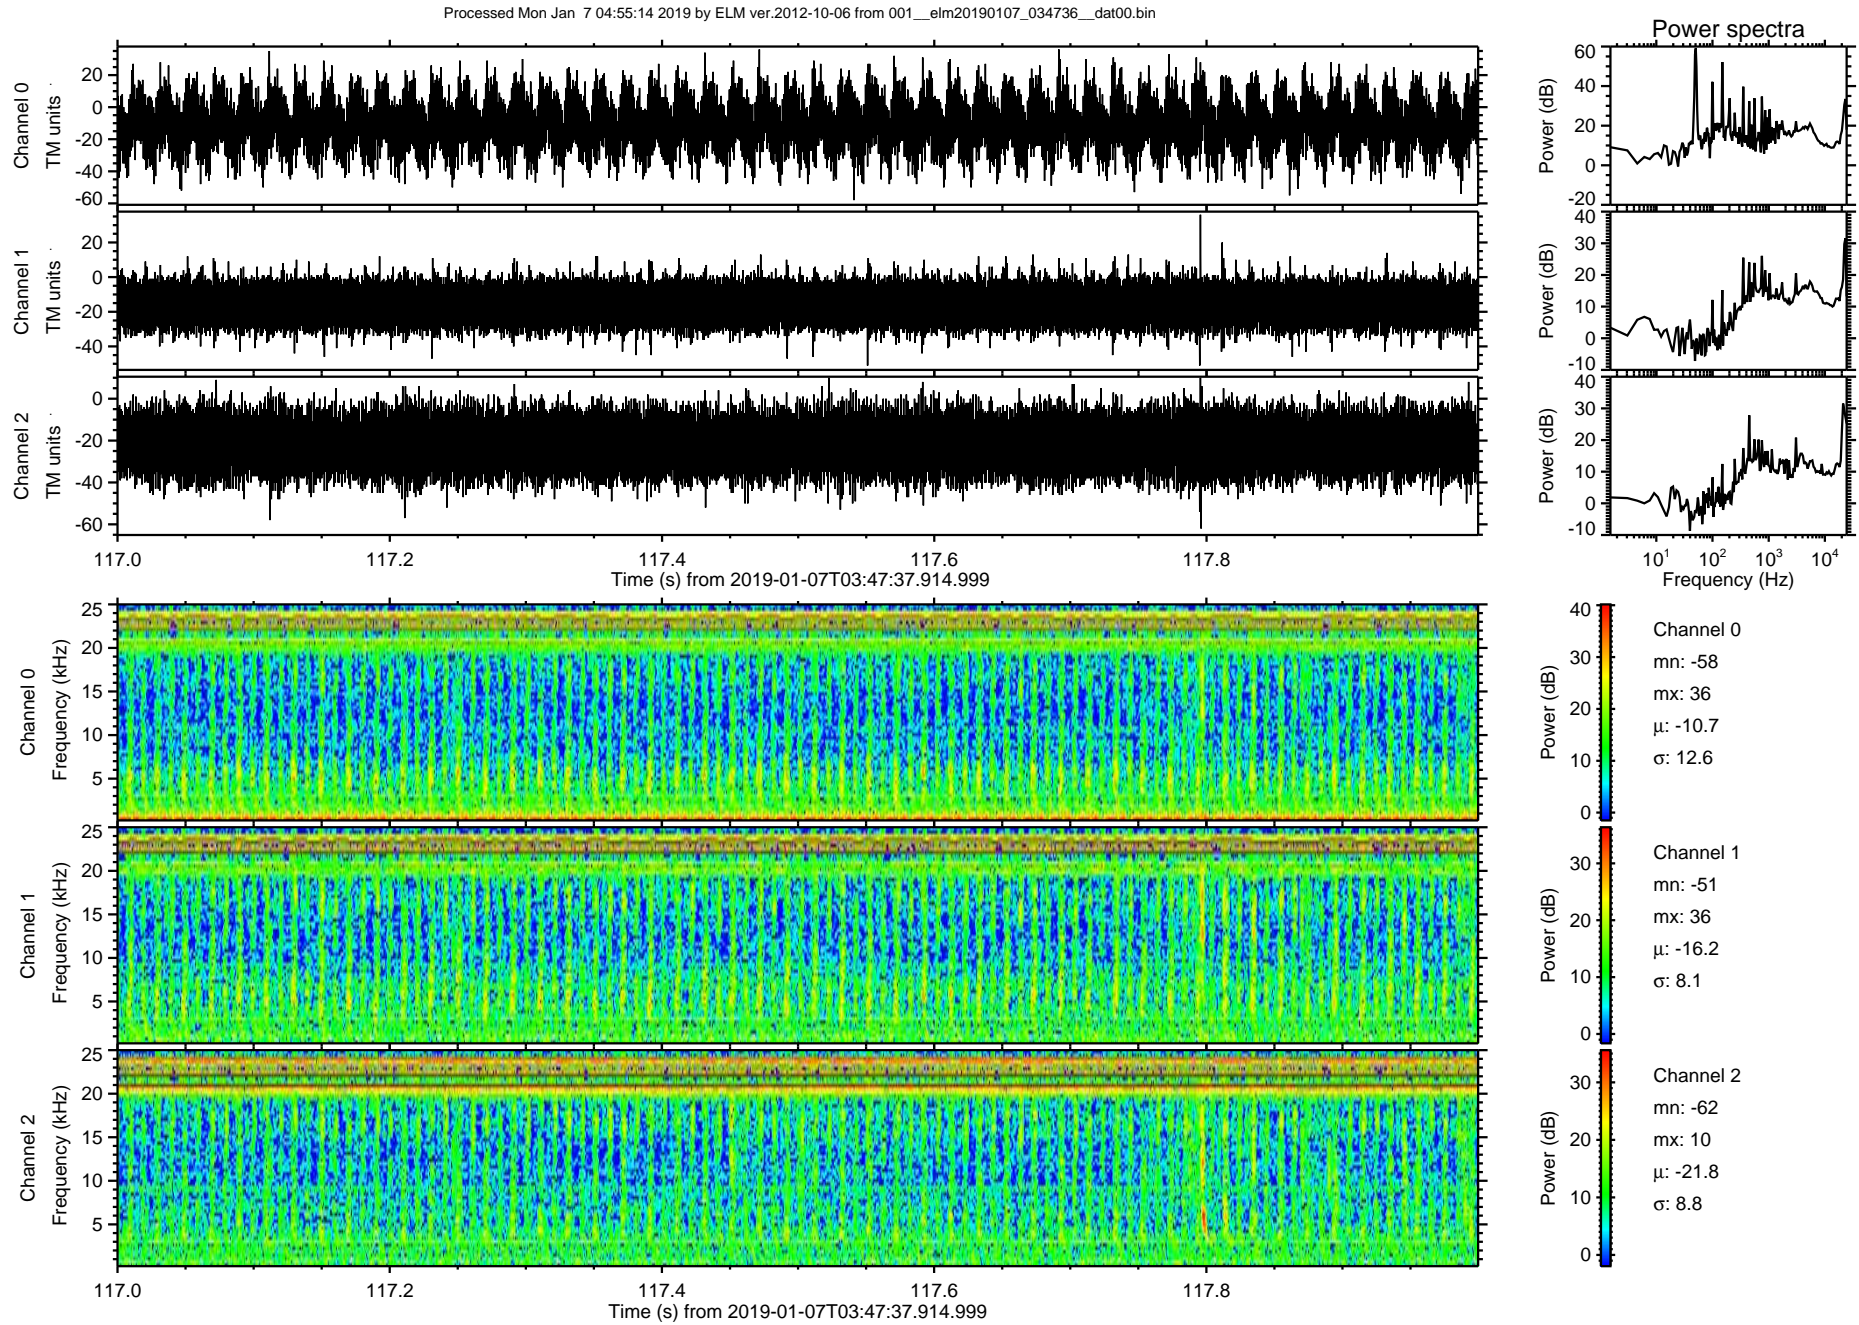 Processed Mon Jan  7 04:55:14 2019 by ELM ver.2012-10-06 from 001__elm20190107_034736__dat00.bin
Power spectra
Channel 0
TM units
20
0
-20
-40
-60
Power (dB)
60
40
20
0
-20
Channel 1
TM units
20
0
-20
-40
Power (dB)
40
30
20
10
0
-10
Channel 2
TM units
0
-20
-40
-60
Power (dB)
40
30
20
10
0
-10
117.0 117.2 117.4 117.6 117.8
Time (s) from 2019-01-07T03:47:37.914.999
10^1 10^2 10^3 10^4
Frequency (Hz)
Channel 0
Frequency (kHz)
25
20
15
10
5
Power (dB)
40
30
20
10
0
Channel 0
mn: -58
mx: 36
μ: -10.7
σ: 12.6
Channel 1
Frequency (kHz)
25
20
15
10
5
Power (dB)
30
20
10
0
Channel 1
mn: -51
mx: 36
μ: -16.2
σ: 8.1
Channel 2
Frequency (kHz)
25
20
15
10
5
Power (dB)
30
20
10
0
Channel 2
mn: -62
mx: 10
μ: -21.8
σ: 8.8
117.0 117.2 117.4 117.6 117.8
Time (s) from 2019-01-07T03:47:37.914.999